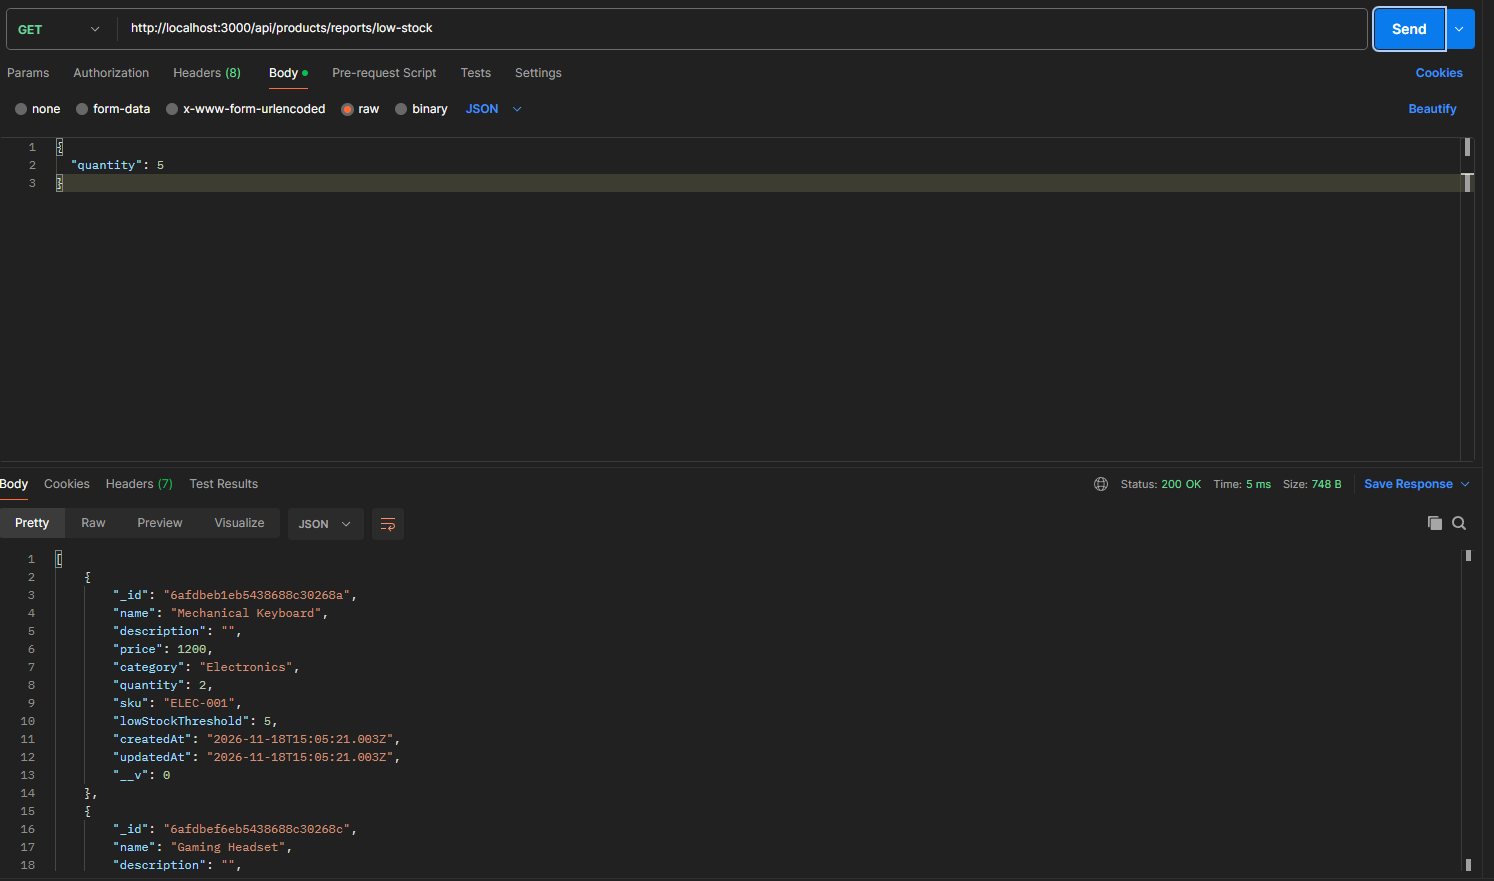 GET http://localhost:3000/api/products/reports/low-stock Send
Params Authorization Headers (8) Body Pre-request Script Tests Settings Cookies
none form-data x-www-form-urlencoded raw binary JSON Beautify
1 {
2 "quantity": 5
3 }
Body Cookies Headers (7) Test Results Status: 200 OK Time: 5 ms Size: 748 B Save Response
Pretty Raw Preview Visualize JSON
1 [
2 {
3 "_id": "6afdbeb1eb5438688c30268a",
4 "name": "Mechanical Keyboard",
5 "description": "",
6 "price": 1200,
7 "category": "Electronics",
8 "quantity": 2,
9 "sku": "ELEC-001",
10 "lowStockThreshold": 5,
11 "createdAt": "2026-11-18T15:05:21.003Z",
12 "updatedAt": "2026-11-18T15:05:21.003Z",
13 "__v": 0
14 },
15 {
16 "_id": "6afdbef6eb5438688c30268c",
17 "name": "Gaming Headset",
18 "description": "",